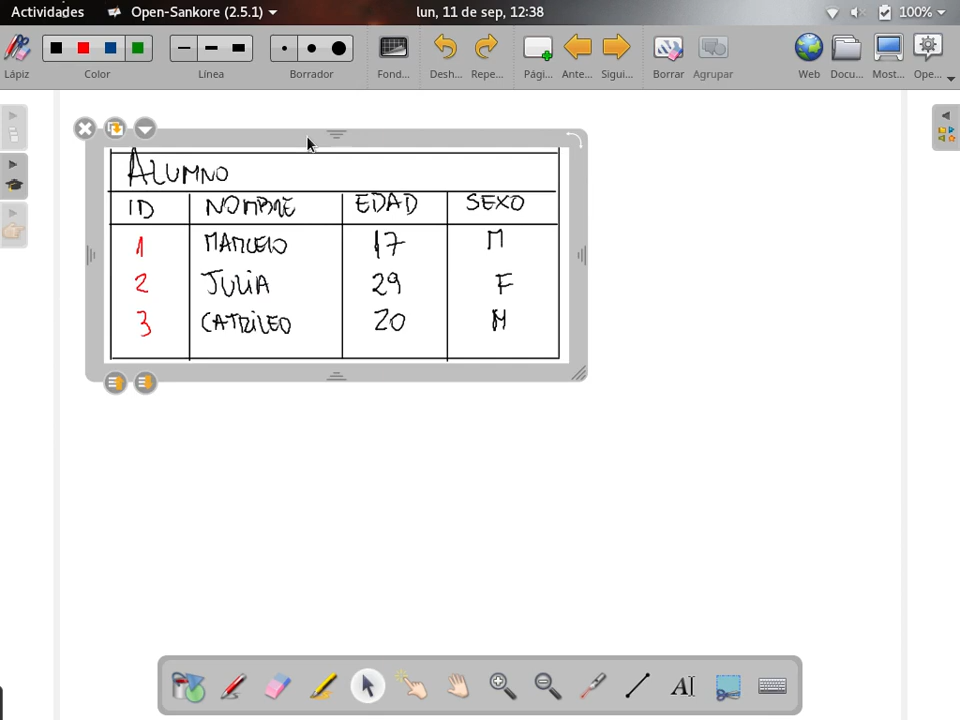 Actividades Open-Sankore (2.5.1) lun, 11 de sep, 12:38 100%
Lápiz Color Línea Borrador Fond... Desh... Repe... Pági... Ante... Sigui... Borrar Agrupar Web Docu... Most... Ope...
ALUMNO
ID NOMBRE EDAD SEXO
1 MARCELO 17 M
2 JULIA 29 F
3 CATRILEO 20 M